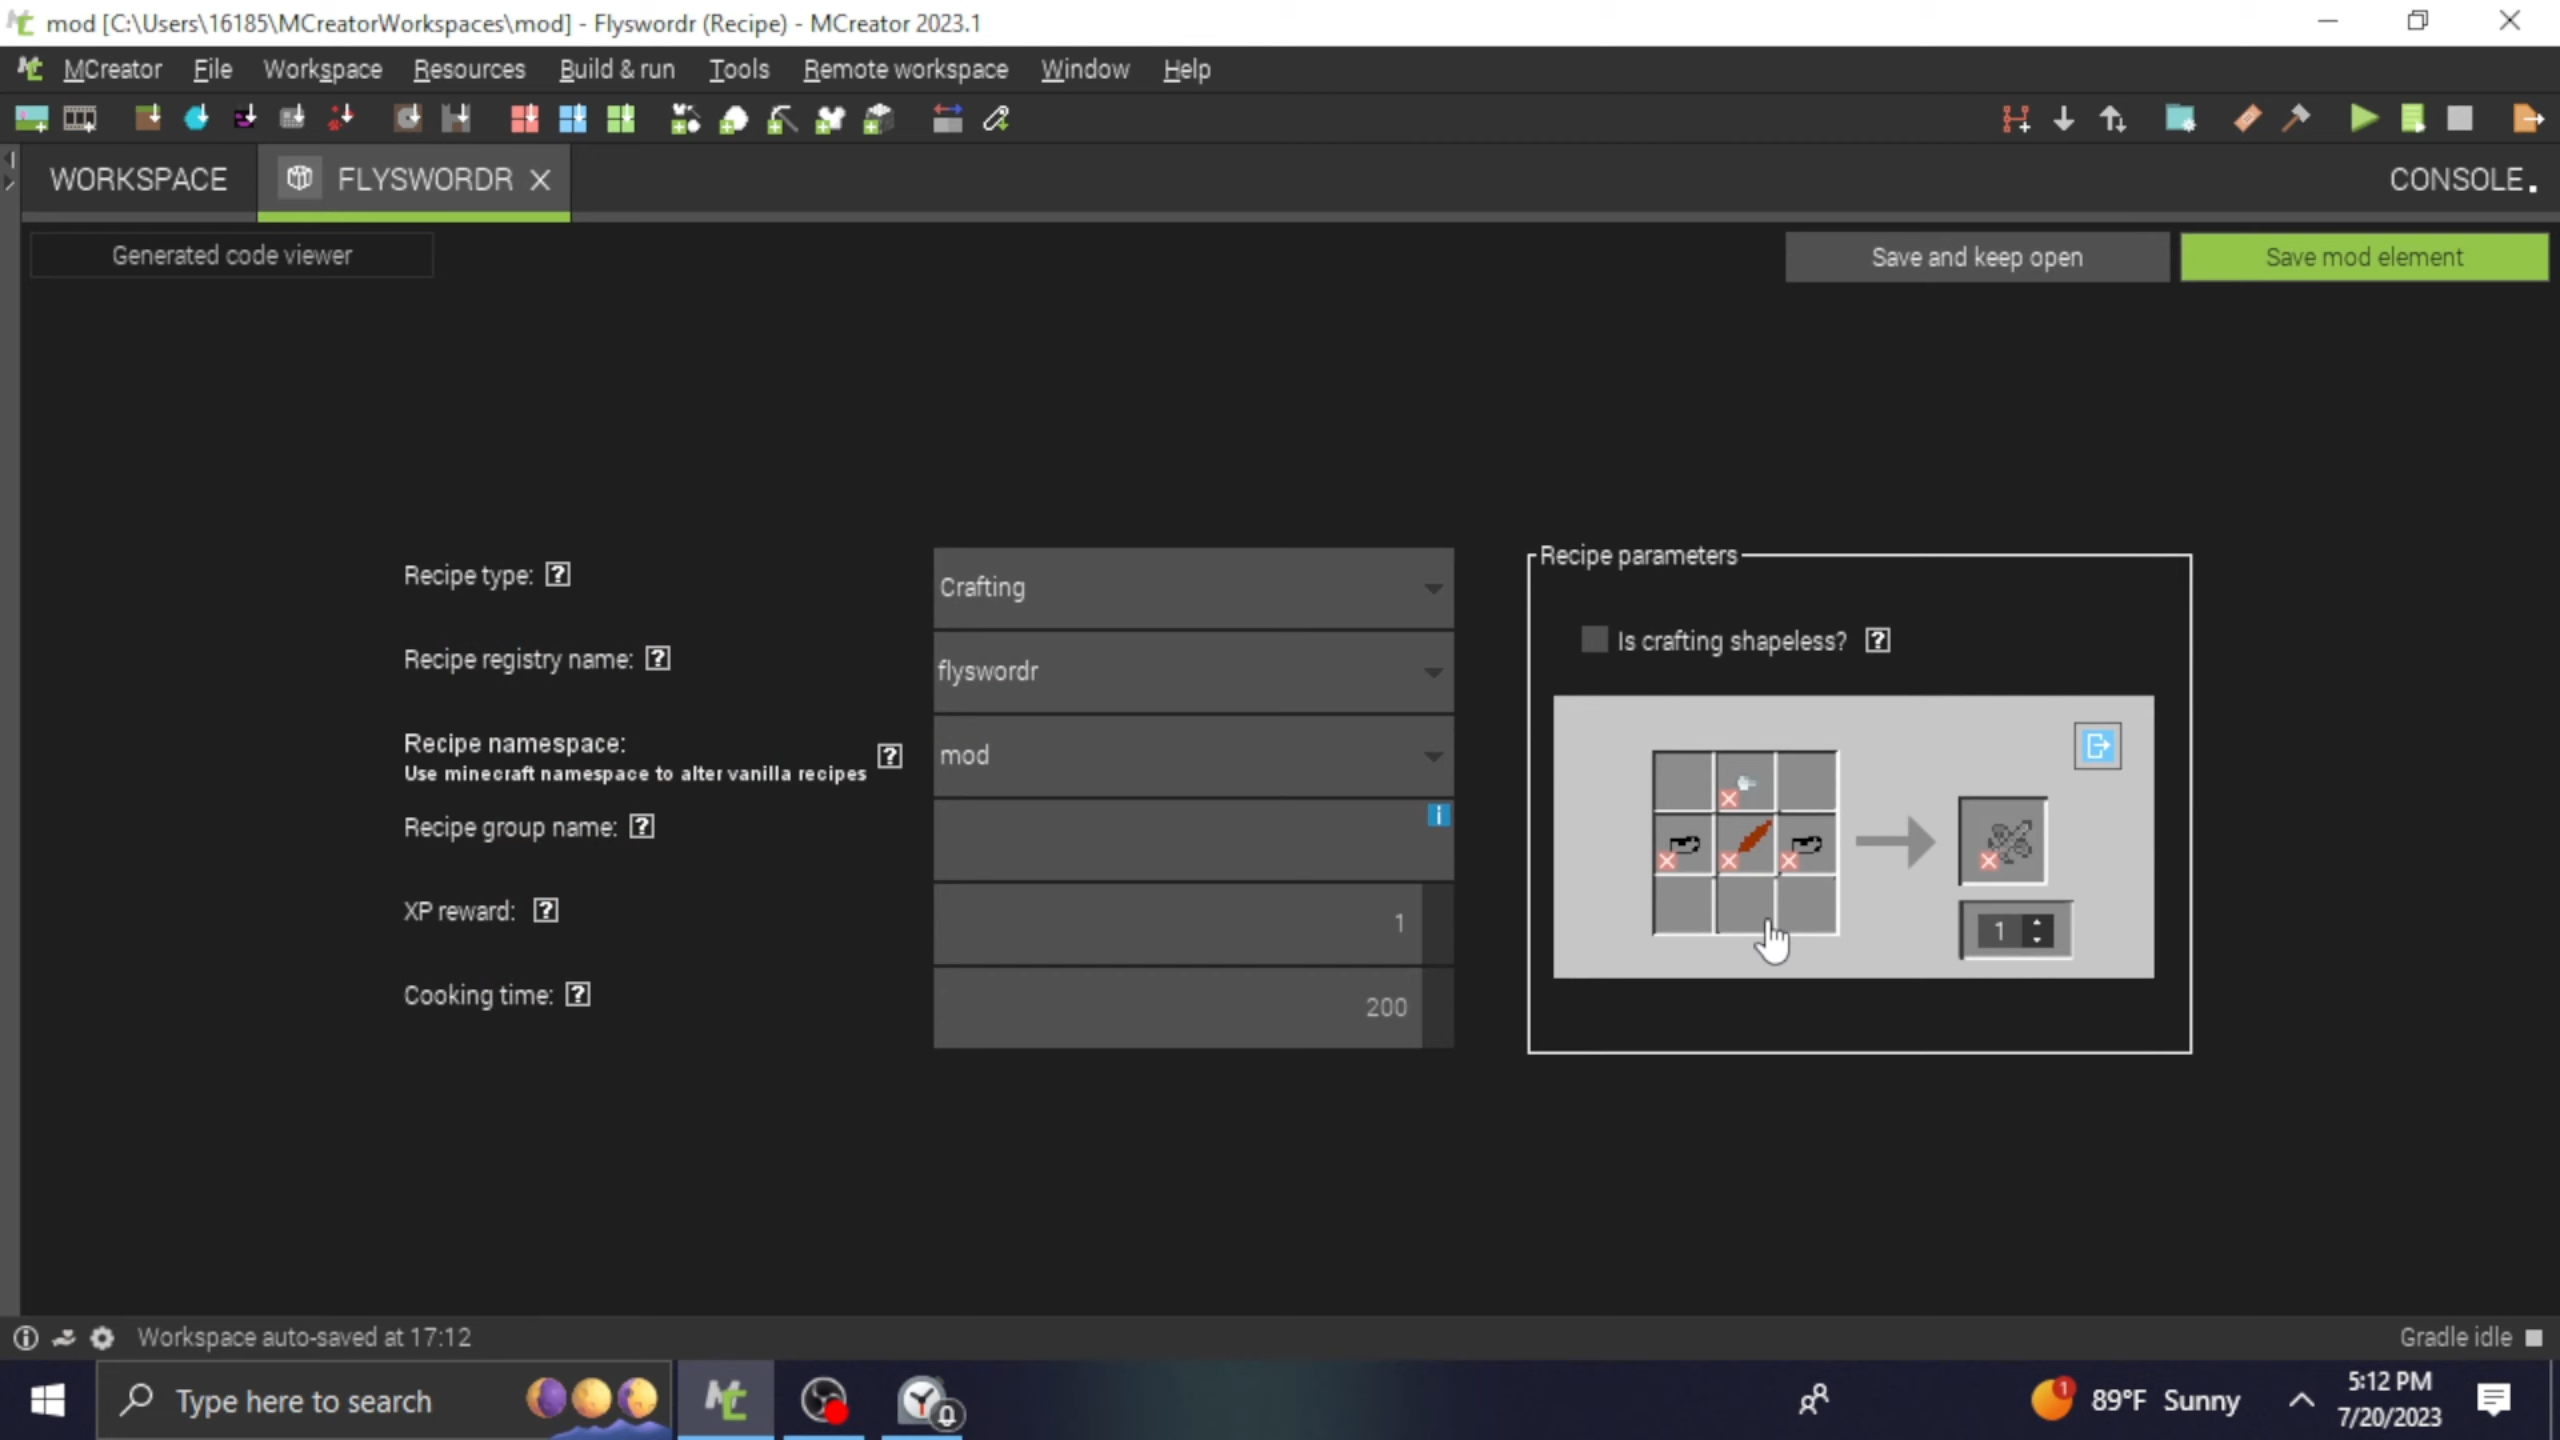 mod [C:\Users\16185\MCreatorWorkspaces\mod] - Flyswordr (Recipe) - MCreator 2023.1
MCreator File Workspace Resources Build & run Tools Remote workspace Window Help
WORKSPACE FLYSWORDR CONSOLE
Generated code viewer Save and keep open Save mod element
Recipe type: Crafting
Recipe registry name: flyswordr
Recipe namespace: mod
Use minecraft namespace to alter vanilla recipes
Recipe group name:
XP reward: 1
Cooking time: 200
Recipe parameters
Is crafting shapeless?
1
Workspace auto-saved at 17:12 Gradle idle
Type here to search 1 89°F Sunny 5:12 PM
7/20/2023